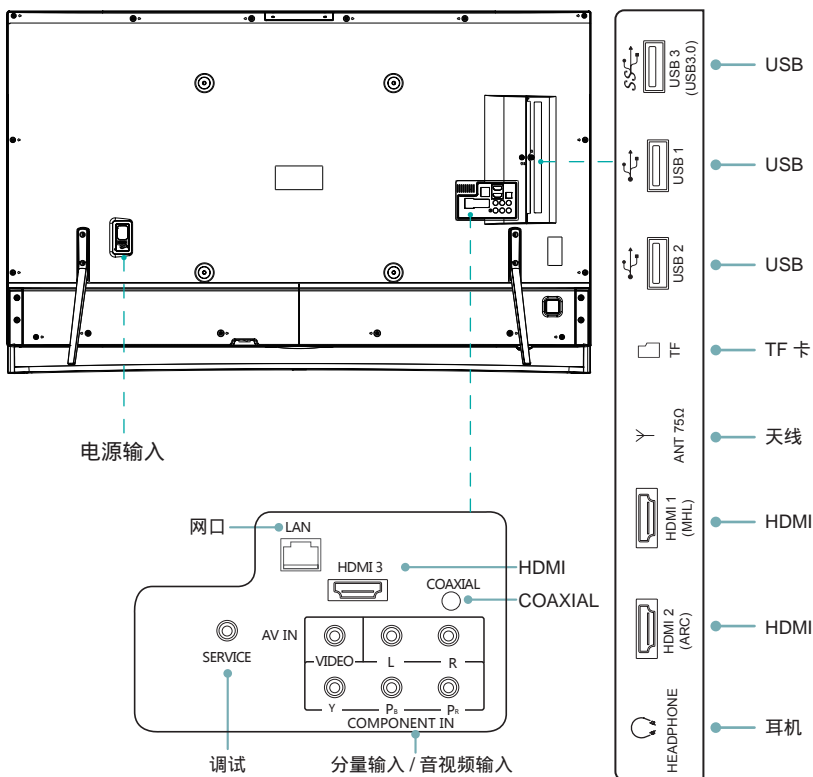 USB 3
(USB3.0)
USB
USB 1
USB
USB 2
USB
TF
TF 卡
ANT 75Ω
天线
HDMI 1
(MHL)
HDMI
HDMI 2
(ARC)
HDMI
HEADPHONE
耳机
电源输入
网口
LAN
HDMI 3
HDMI
COAXIAL
COAXIAL
SERVICE
AV IN
VIDEO
L
R
Y
PB
PR
COMPONENT IN
调试
分量输入 / 音视频输入